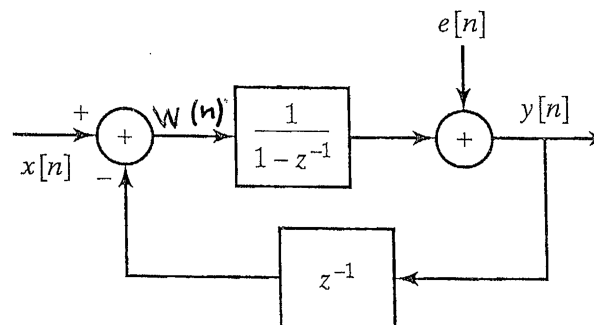 e[n]
+ W(n) y[n]
+ 1 +
1 − z⁻¹
x[n] −
z⁻¹